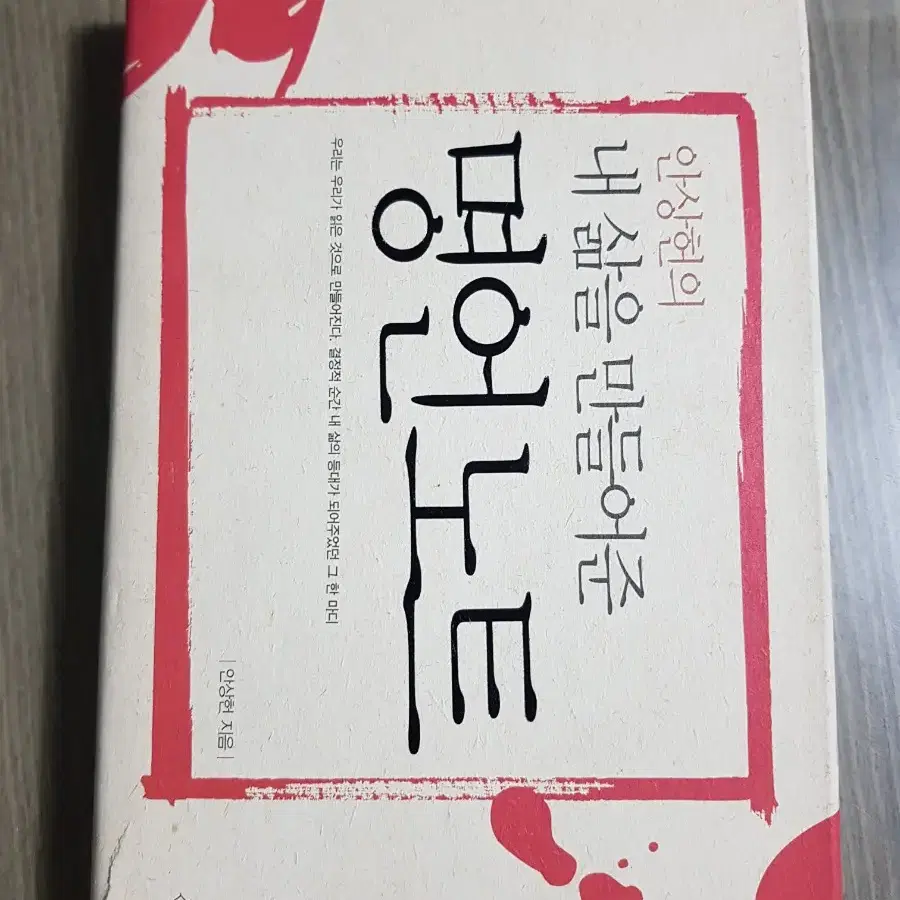 안상현의
내 삶을 만들어준
명언노트
우리는 우리가 읽은 것으로 만들어진다. 결정적 순간 내 삶의 등대가 되어주었던 그 한 마디
| 안상현 지음 |